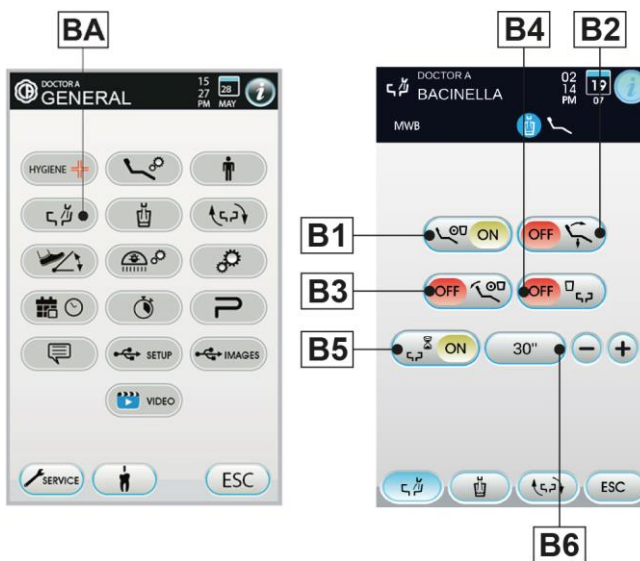 BA
DOCTOR A
GENERAL
15
27
PM
28
MAY
i
HYGIENE
SETUP
IMAGES
VIDEO
SERVICE
ESC
B4
B2
DOCTOR A
BACINELLA
02
14
PM
19
07
i
MWB
B1
ON
OFF
B3
OFF
OFF
B5
ON
30"
- +
ESC
B6